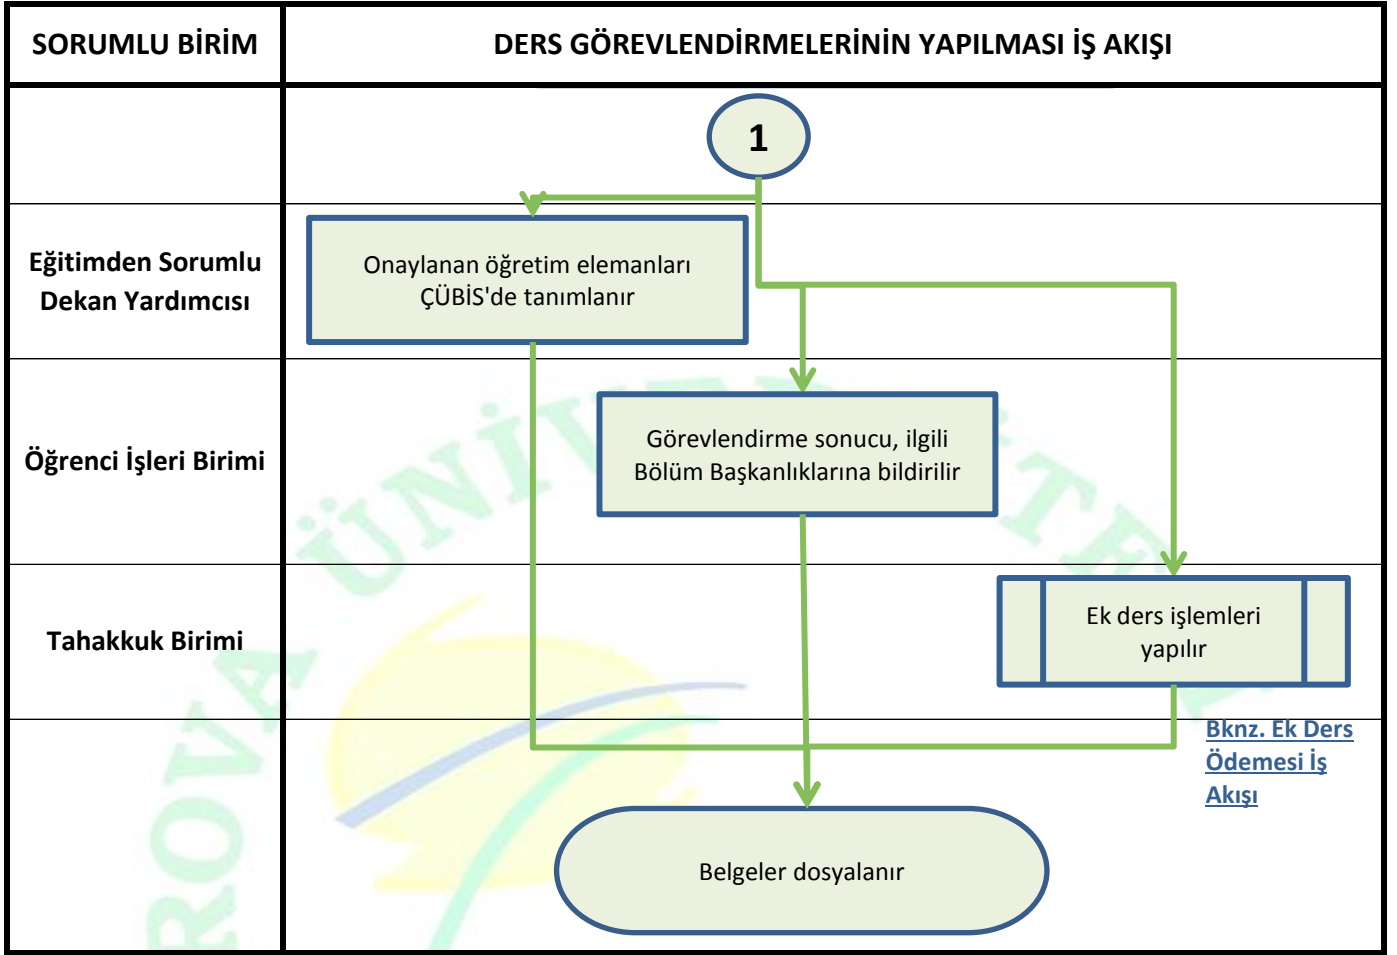 SORUMLU BİRİM
DERS GÖREVLENDİRMELERİNİN YAPILMASI İŞ AKIŞI
1
Eğitimden Sorumlu
Dekan Yardımcısı
Onaylanan öğretim elemanları
ÇÜBİS'de tanımlanır
Öğrenci İşleri Birimi
Görevlendirme sonucu, ilgili
Bölüm Başkanlıklarına bildirilir
Tahakkuk Birimi
Ek ders işlemleri
yapılır
Bknz. Ek Ders
Ödemesi İş
Akışı
Belgeler dosyalanır